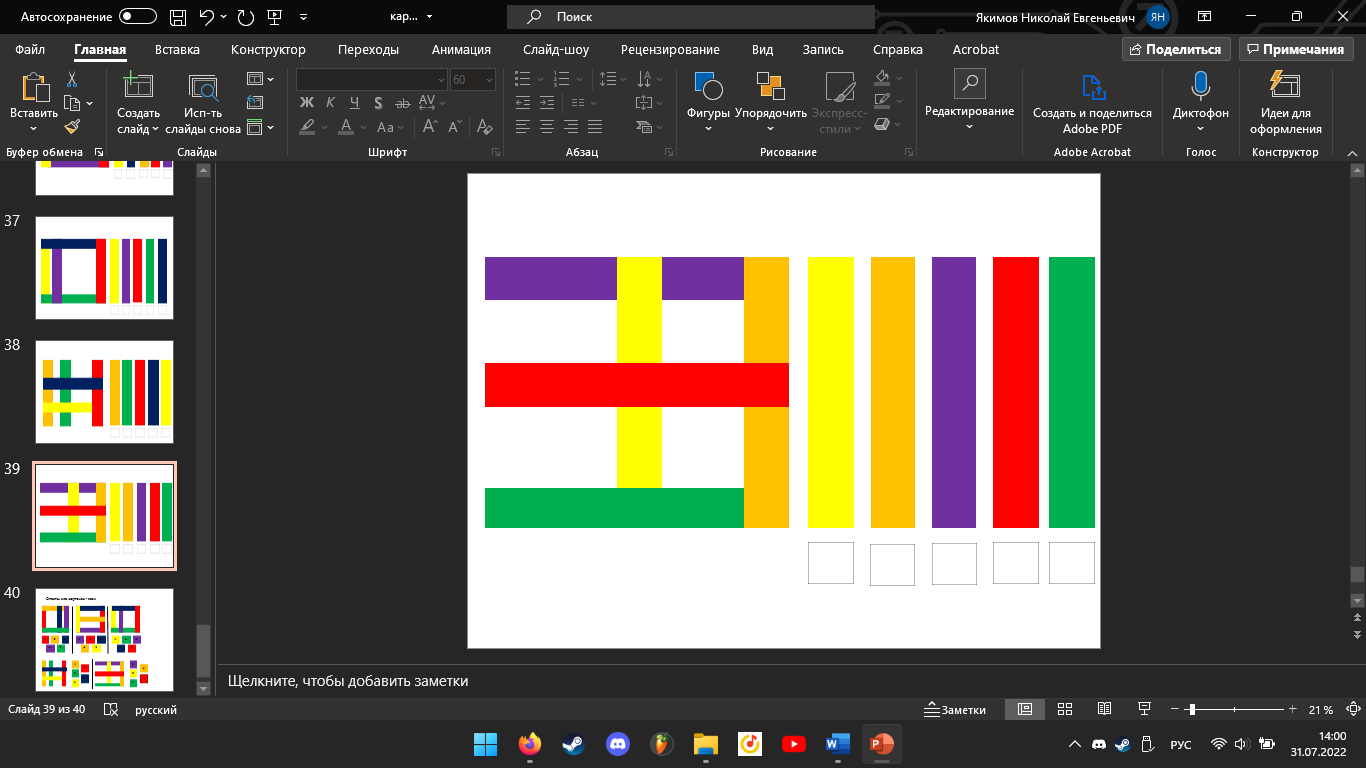 Автосохранение
кар...
Поиск
Якимов Николай Евгеньевич
ЯН
Файл Главная Вставка Конструктор Переходы Анимация Слайд-шоу Рецензирование Вид Запись Справка Acrobat
Поделиться
Примечания
Вставить
Буфер обмена
Создать слайд
Исп-ть слайды снова
Слайды
60
Ж К Ч S ab AV
A Aa A A A
Шрифт
Абзац
Фигуры
Упорядочить
Экспресс-стили
Рисование
Редактирование
Создать и поделиться Adobe PDF
Adobe Acrobat
Диктофон
Голос
Идеи для оформления
Конструктор
37
38
39
40
Щелкните, чтобы добавить заметки
Слайд 39 из 40
русский
Заметки
21 %
РУС
14:00
31.07.2022